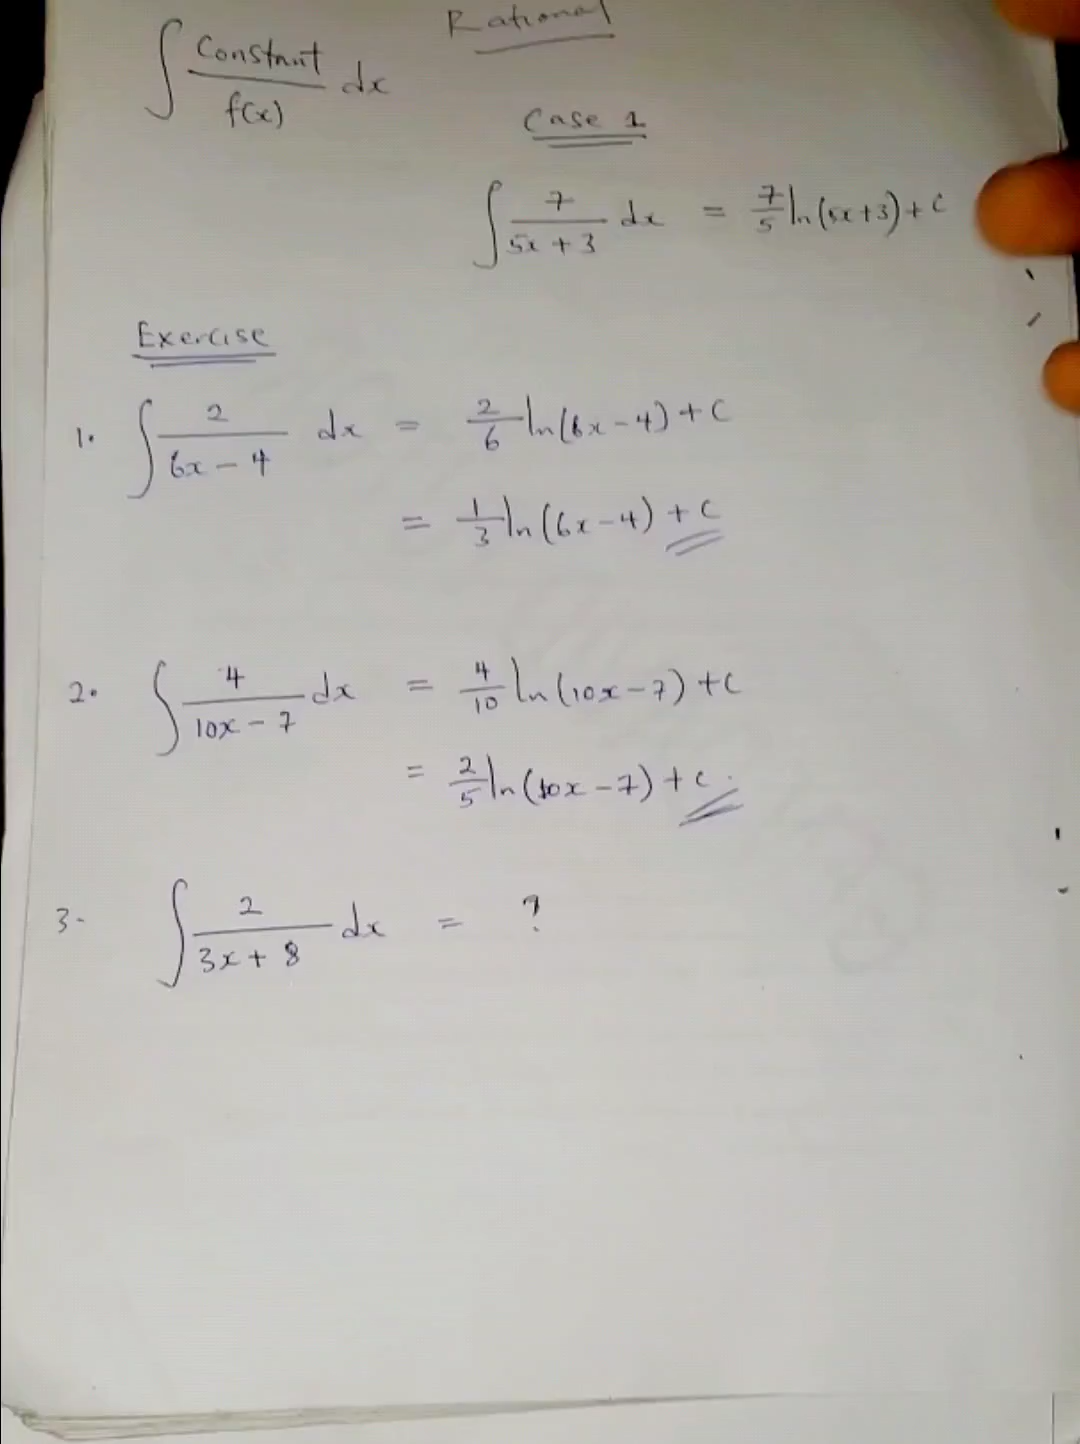 Rational
∫ Constant/f(x) dx
Case 1
∫ 7/(5x + 3) dx = 7/5 ln(5x+3) + c
Exercise
1. ∫ 2/(6x - 4) dx = 2/6 ln(6x-4) + C
= 1/3 ln(6x-4) + C
2. ∫ 4/(10x - 7) dx = 4/10 ln(10x-7) + C
= 2/5 ln(10x-7) + C.
3- ∫ 2/(3x + 8) dx = ?